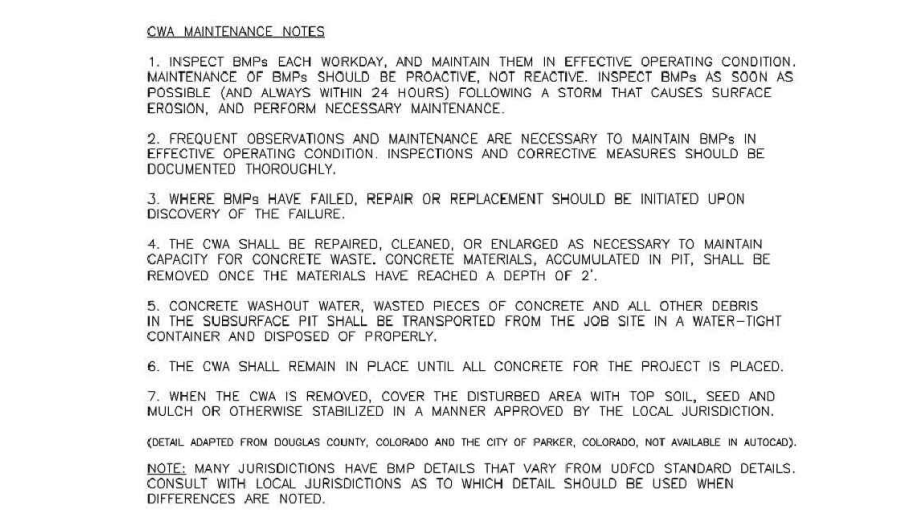 CWA MAINTENANCE NOTES
1. INSPECT BMPs EACH WORKDAY, AND MAINTAIN THEM IN EFFECTIVE OPERATING CONDITION.
MAINTENANCE OF BMPs SHOULD BE PROACTIVE, NOT REACTIVE. INSPECT BMPs AS SOON AS
POSSIBLE (AND ALWAYS WITHIN 24 HOURS) FOLLOWING A STORM THAT CAUSES SURFACE
EROSION, AND PERFORM NECESSARY MAINTENANCE.
2. FREQUENT OBSERVATIONS AND MAINTENANCE ARE NECESSARY TO MAINTAIN BMPs IN
EFFECTIVE OPERATING CONDITION. INSPECTIONS AND CORRECTIVE MEASURES SHOULD BE
DOCUMENTED THOROUGHLY.
3. WHERE BMPs HAVE FAILED, REPAIR OR REPLACEMENT SHOULD BE INITIATED UPON
DISCOVERY OF THE FAILURE.
4. THE CWA SHALL BE REPAIRED, CLEANED, OR ENLARGED AS NECESSARY TO MAINTAIN
CAPACITY FOR CONCRETE WASTE. CONCRETE MATERIALS, ACCUMULATED IN PIT, SHALL BE
REMOVED ONCE THE MATERIALS HAVE REACHED A DEPTH OF 2'.
5. CONCRETE WASHOUT WATER, WASTED PIECES OF CONCRETE AND ALL OTHER DEBRIS
IN THE SUBSURFACE PIT SHALL BE TRANSPORTED FROM THE JOB SITE IN A WATER-TIGHT
CONTAINER AND DISPOSED OF PROPERLY.
6. THE CWA SHALL REMAIN IN PLACE UNTIL ALL CONCRETE FOR THE PROJECT IS PLACED.
7. WHEN THE CWA IS REMOVED, COVER THE DISTURBED AREA WITH TOP SOIL, SEED AND
MULCH OR OTHERWISE STABILIZED IN A MANNER APPROVED BY THE LOCAL JURISDICTION.
(DETAIL ADAPTED FROM DOUGLAS COUNTY, COLORADO AND THE CITY OF PARKER, COLORADO, NOT AVAILABLE IN AUTOCAD).
NOTE: MANY JURISDICTIONS HAVE BMP DETAILS THAT VARY FROM UDFCD STANDARD DETAILS.
CONSULT WITH LOCAL JURISDICTIONS AS TO WHICH DETAIL SHOULD BE USED WHEN
DIFFERENCES ARE NOTED.